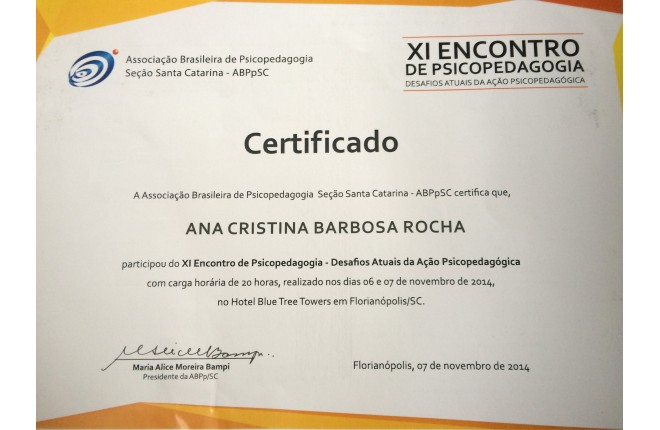 Associação Brasileira de Psicopedagogia
Seção Santa Catarina - ABPpSC
XI ENCONTRO
DE PSICOPEDAGOGIA
DESAFIOS ATUAIS DA AÇÃO PSICOPEDAGÓGICA
Certificado
A Associação Brasileira de Psicopedagogia Seção Santa Catarina - ABPpSC certifica que,
ANA CRISTINA BARBOSA ROCHA
participou do XI Encontro de Psicopedagogia - Desafios Atuais da Ação Psicopedagógica
com carga horária de 20 horas, realizado nos dias 06 e 07 de novembro de 2014,
no Hotel Blue Tree Towers em Florianópolis/SC.
Maria Alice Moreira Bampi
Presidente da ABPp/SC
Florianópolis, 07 de novembro de 2014